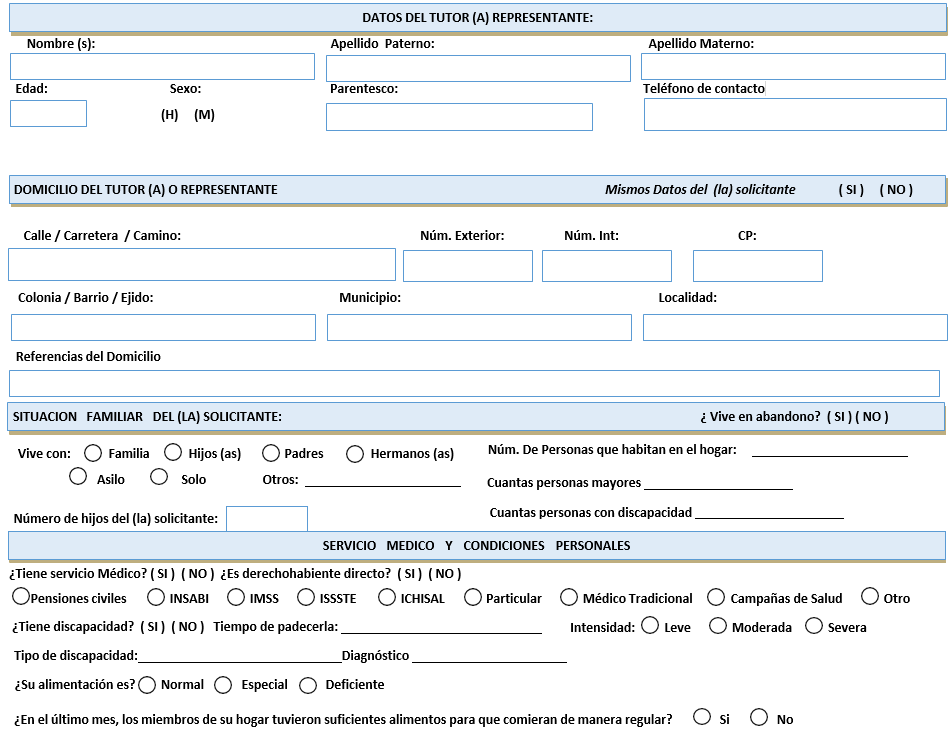 DATOS DEL TUTOR (A) REPRESENTANTE:
Nombre (s): Apellido Paterno: Apellido Materno:
Edad: Sexo: Parentesco: Teléfono de contacto
(H) (M)
DOMICILIO DEL TUTOR (A) O REPRESENTANTE Mismos Datos del (la) solicitante ( SI ) ( NO )
Calle / Carretera / Camino: Núm. Exterior: Núm. Int: CP:
Colonia / Barrio / Ejido: Municipio: Localidad:
Referencias del Domicilio
SITUACION FAMILIAR DEL (LA) SOLICITANTE: ¿ Vive en abandono? ( SI ) ( NO )
Vive con: Familia Hijos (as) Padres Hermanos (as) Núm. De Personas que habitan en el hogar:
Asilo Solo Otros: Cuantas personas mayores
Número de hijos del (la) solicitante: Cuantas personas con discapacidad
SERVICIO MEDICO Y CONDICIONES PERSONALES
¿Tiene servicio Médico? ( SI ) ( NO ) ¿Es derechohabiente directo? ( SI ) ( NO )
Pensiones civiles INSABI IMSS ISSSTE ICHISAL Particular Médico Tradicional Campañas de Salud Otro
¿Tiene discapacidad? ( SI ) ( NO ) Tiempo de padecerla: Intensidad: Leve Moderada Severa
Tipo de discapacidad: Diagnóstico
¿Su alimentación es? Normal Especial Deficiente
¿En el último mes, los miembros de su hogar tuvieron suficientes alimentos para que comieran de manera regular? Si No